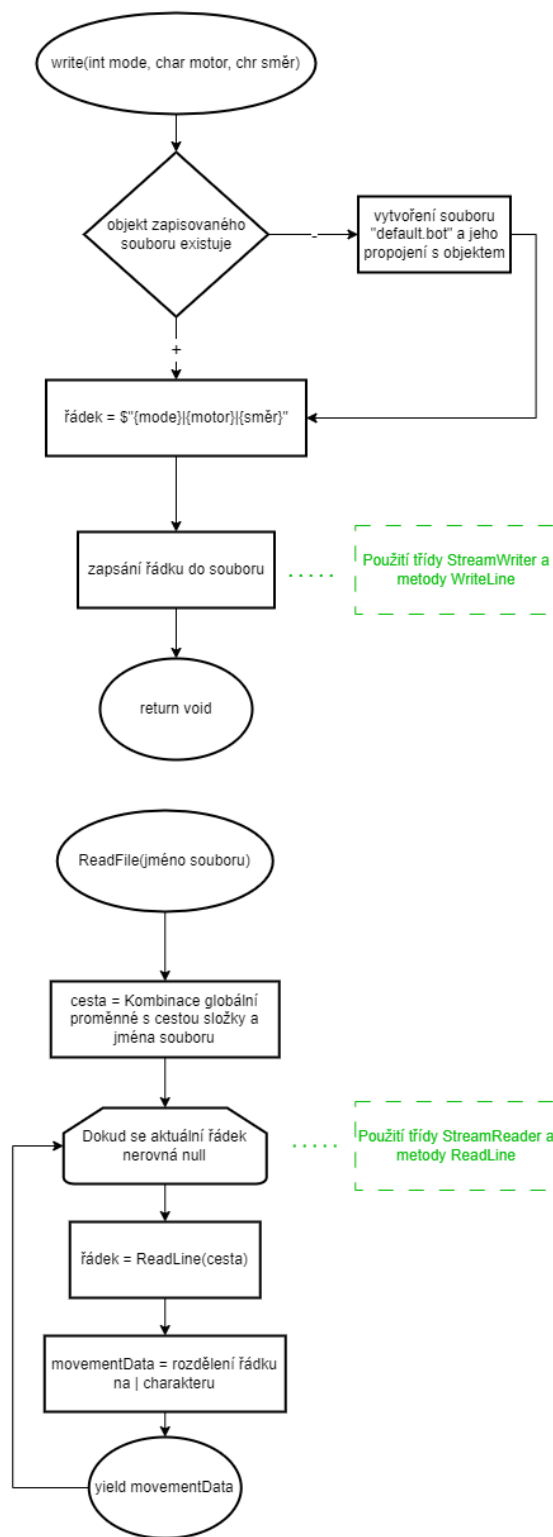 write(int mode, char motor, chr směr)
objekt zapisovaného
souboru existuje
-
vytvoření souboru
"default.bot" a jeho
propojení s objektem
+
řádek = $"{mode}|{motor}|{směr}"
zapsání řádku do souboru
Použití třídy StreamWriter a
metody WriteLine
return void
ReadFile(jméno souboru)
cesta = Kombinace globální
proměnné s cestou složky a
jména souboru
Dokud se aktuální řádek
nerovná null
Použití třídy StreamReader a
metody ReadLine
řádek = ReadLine(cesta)
movementData = rozdělení řádku
na | charakteru
yield movementData